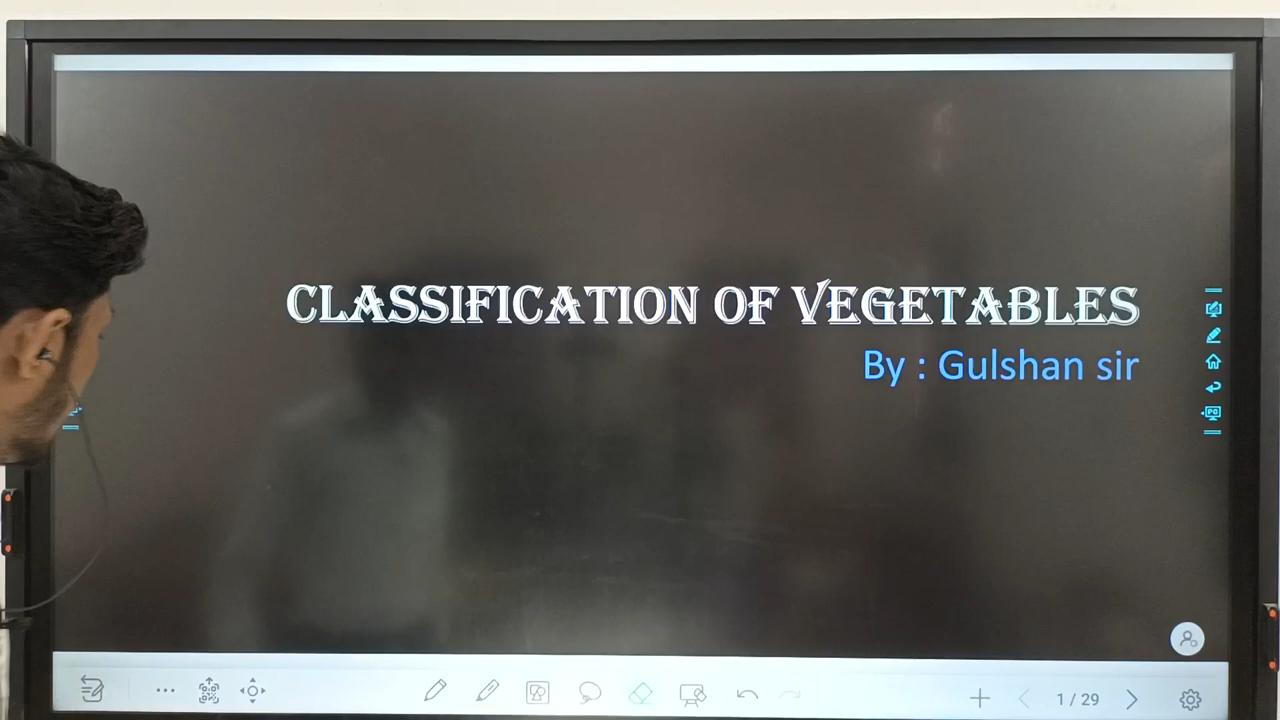 CLASSIFICATION OF VEGETABLES
By : Gulshan sir
1 / 29